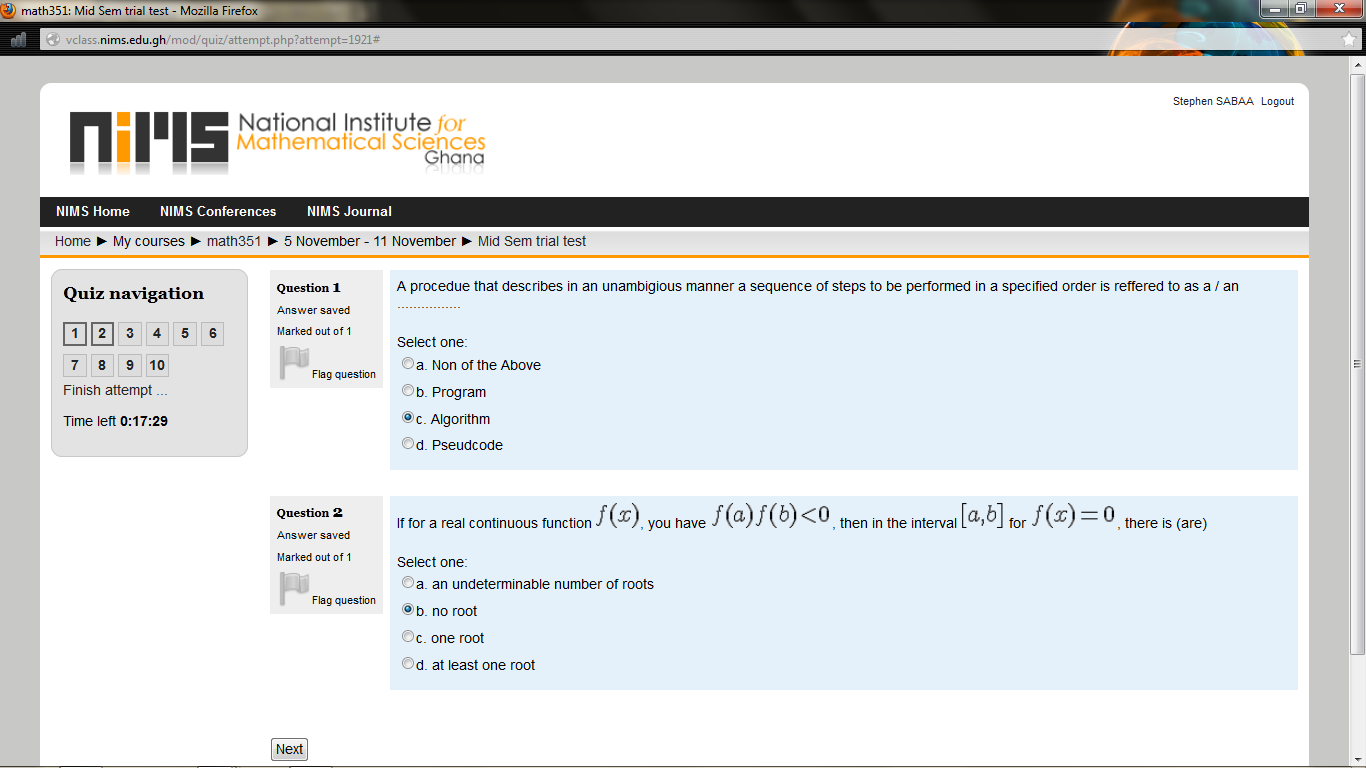 math351: Mid Sem trial test - Mozilla Firefox
vclass.nims.edu.gh/mod/quiz/attempt.php?attempt=1921#
Stephen SABAA Logout
NIMS National Institute for
Mathematical Sciences
Ghana
NIMS Home NIMS Conferences NIMS Journal
Home ► My courses ► math351 ► 5 November - 11 November ► Mid Sem trial test
Quiz navigation
1 2 3 4 5 6
7 8 9 10
Finish attempt ...
Time left 0:17:29
Question 1
Answer saved
Marked out of 1
Flag question
A procedue that describes in an unambigious manner a sequence of steps to be performed in a specified order is reffered to as a / an
................
Select one:
a. Non of the Above
b. Program
c. Algorithm
d. Pseudcode
Question 2
Answer saved
Marked out of 1
Flag question
If for a real continuous function f(x), you have f(a)f(b)<0, then in the interval [a,b] for f(x)=0, there is (are)
Select one:
a. an undeterminable number of roots
b. no root
c. one root
d. at least one root
Next